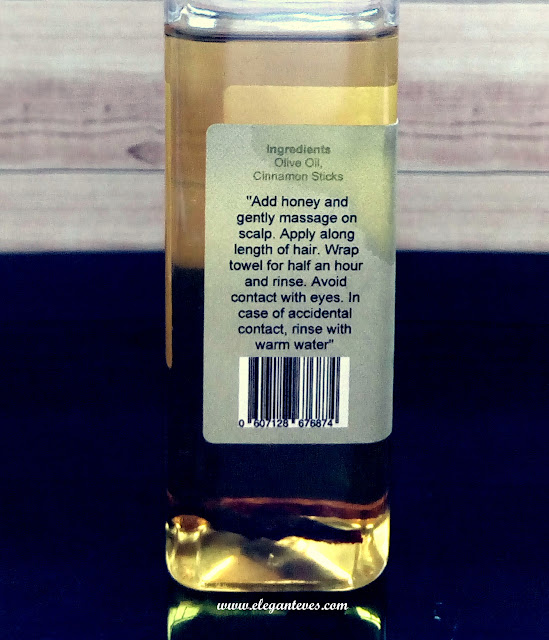 Ingredients
Olive Oil,
Cinnamon Sticks
"Add honey and
gently massage on
scalp. Apply along
length of hair. Wrap
towel for half an hour
and rinse. Avoid
contact with eyes. In
case of accidental
contact, rinse with
warm water"
0 607128 676874
www.eleganteves.com